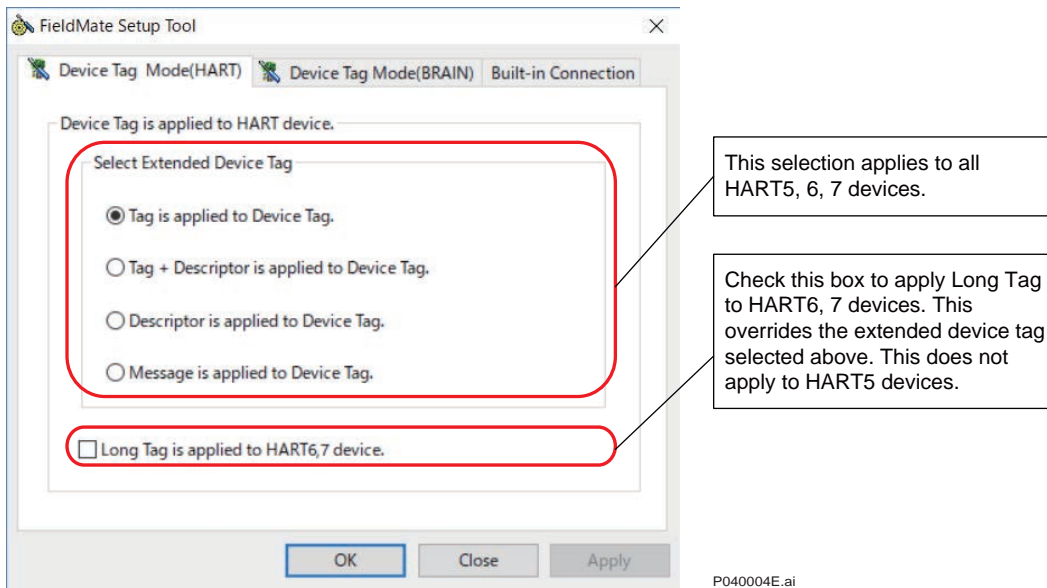 FieldMate Setup Tool
Device Tag Mode(HART)
Device Tag Mode(BRAIN)
Built-in Connection
Device Tag is applied to HART device.
Select Extended Device Tag
Tag is applied to Device Tag.
Tag + Descriptor is applied to Device Tag.
Descriptor is applied to Device Tag.
Message is applied to Device Tag.
Long Tag is applied to HART6,7 device.
OK
Close
Apply
This selection applies to all
HART5, 6, 7 devices.
Check this box to apply Long Tag
to HART6, 7 devices. This
overrides the extended device tag
selected above. This does not
apply to HART5 devices.
P040004E.ai